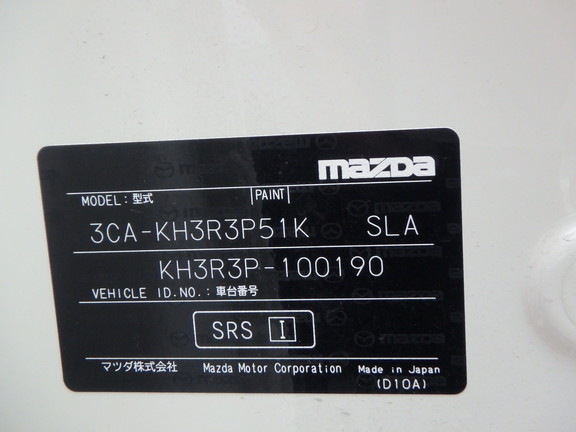 mazda
MODEL:型式 PAINT
3CA-KH3R3P51K SLA
KH3R3P-100190
VEHICLE ID.NO.:車台番号
SRS I
マツダ株式会社 Mazda Motor Corporation Made in Japan
(D10A)